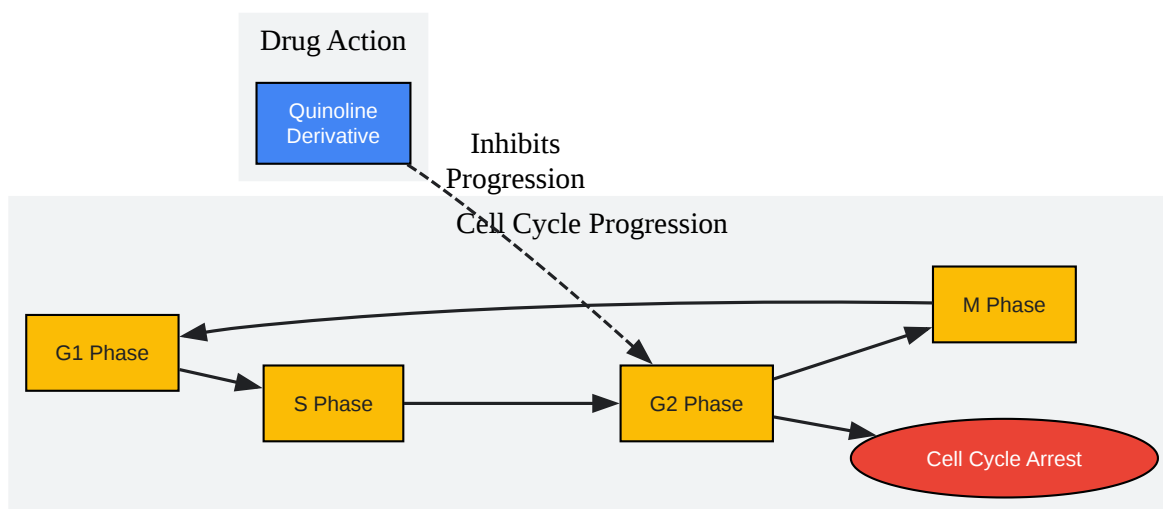 Drug Action
Quinoline
Derivative
Inhibits
Progression
Cell Cycle Progression
M Phase
G1 Phase
S Phase
G2 Phase
Cell Cycle Arrest